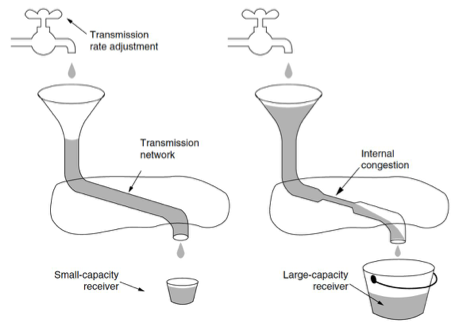 Transmission
rate adjustment
Transmission
network
Internal
congestion
Small-capacity
receiver
Large-capacity
receiver